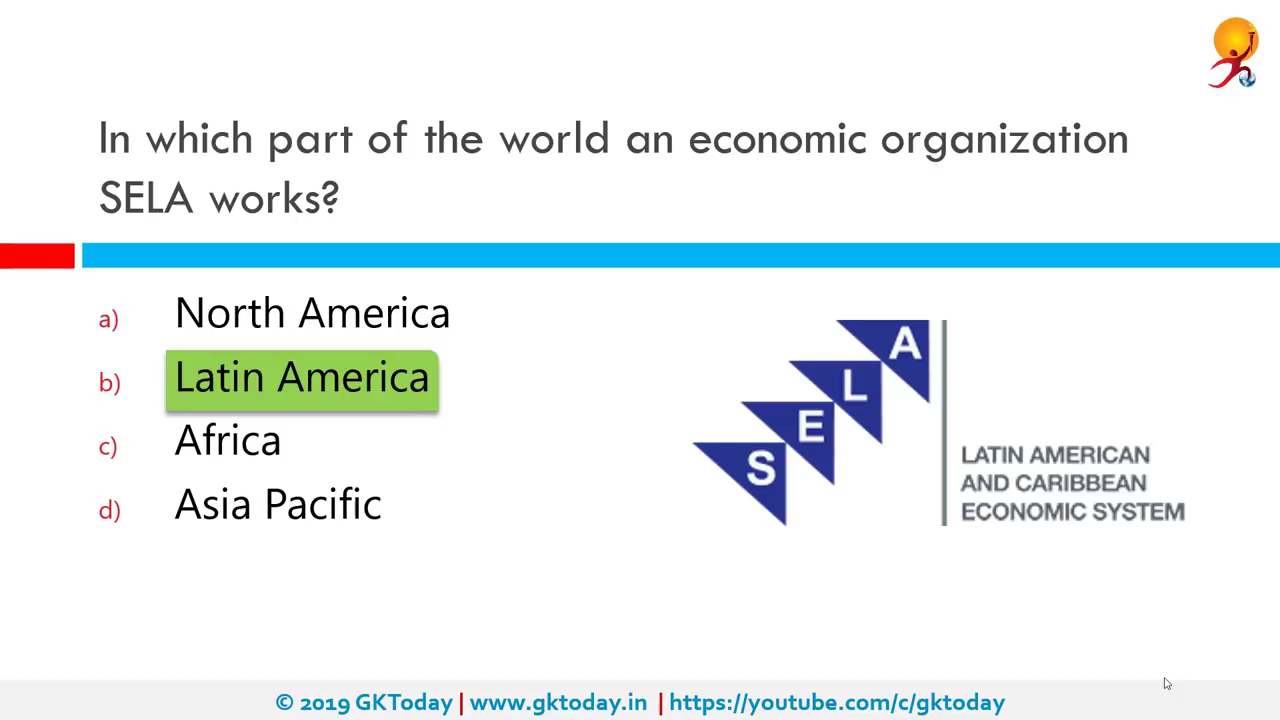 In which part of the world an economic organization
SELA works?
a) North America
b) Latin America
c) Africa
d) Asia Pacific
S E L A
LATIN AMERICAN
AND CARIBBEAN
ECONOMIC SYSTEM
© 2019 GKToday | www.gktoday.in | https://youtube.com/c/gktoday